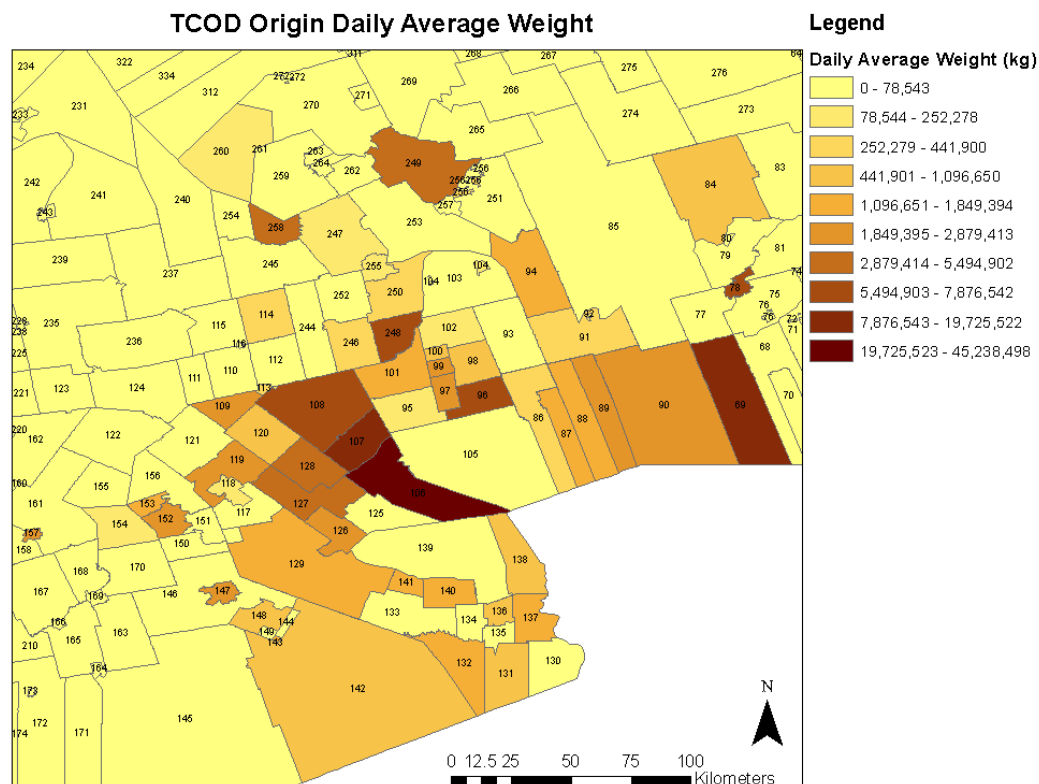 TCOD Origin Daily Average Weight
Legend
Daily Average Weight (kg)
0 - 78,543
78,544 - 252,278
252,279 - 441,900
441,901 - 1,096,650
1,096,651 - 1,849,394
1,849,395 - 2,879,413
2,879,414 - 5,494,902
5,494,903 - 7,876,542
7,876,543 - 19,725,522
19,725,523 - 45,238,498
234 322 334 311 268 267 275 276 64
231 312 272 272 270 271 269 266 274 273
233 265
260 261 263 264 262 249 256 83
242 241 240 259 256 256 256 251 84
243 254 258 247 257 253 85 80 81
239 237 245 255 104 103 104 94 79 74
235 252 250 78 75 76 76
236 115 114 244 246 248 102 93 92 91 77 72 71
225 116 112 100 98 68
221 123 124 111 110 113 101 99 97 96 70
109 108 95 86 87 88 89 90 69
220 162 122 121 120 107 105
160 155 156 119 128 106
161 118 127
154 153 152 151 117 126 125
157 158 150 139
168 170 129 138
167 169 146 147 141 140
166 148 144 133 134 136 137
210 165 163 149 143 135
164 132 131 130
173 172 142
174 171 145
N
0 12.5 25 50 75 100
Kilometers